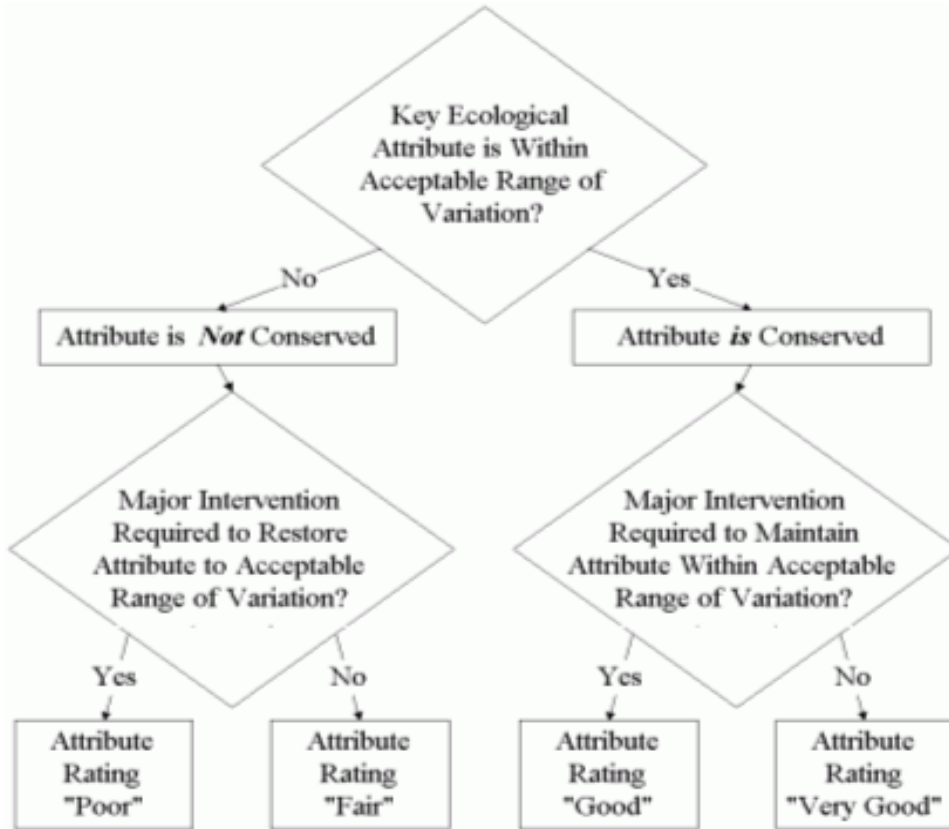 Key Ecological
Attribute is Within
Acceptable Range of
Variation?
No
Yes
Attribute is Not Conserved
Attribute is Conserved
Major Intervention
Required to Restore
Attribute to Acceptable
Range of Variation?
Major Intervention
Required to Maintain
Attribute Within Acceptable
Range of Variation?
Yes
No
Yes
No
Attribute
Rating
"Poor"
Attribute
Rating
"Fair"
Attribute
Rating
"Good"
Attribute
Rating
"Very Good"